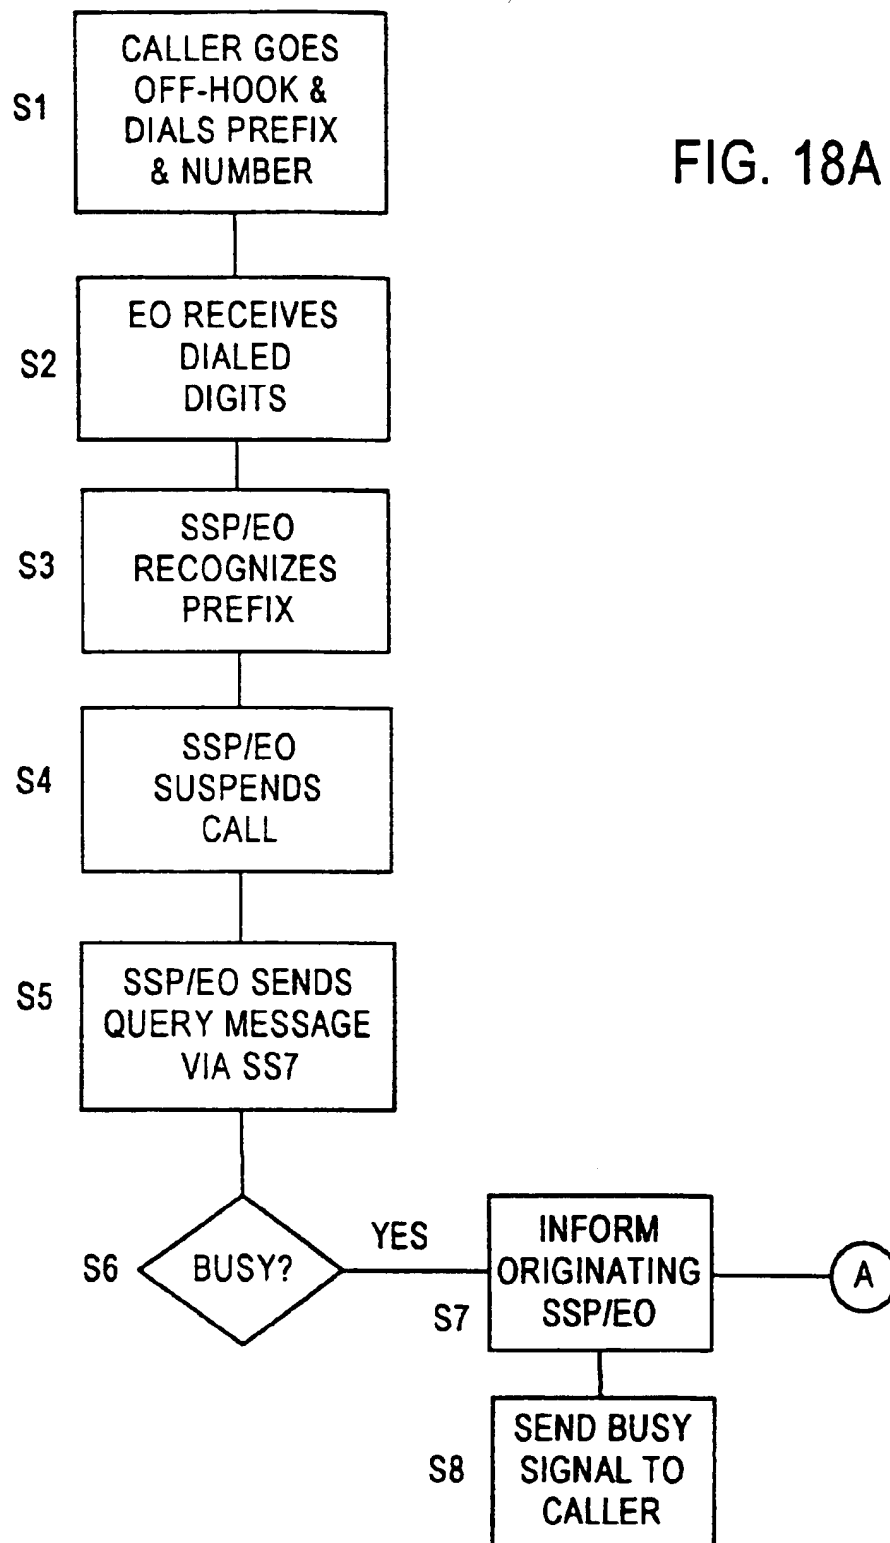 FIG. 18A
S1
CALLER GOES
OFF-HOOK &
DIALS PREFIX
& NUMBER
S2
EO RECEIVES
DIALED
DIGITS
S3
SSP/EO
RECOGNIZES
PREFIX
S4
SSP/EO
SUSPENDS
CALL
S5
SSP/EO SENDS
QUERY MESSAGE
VIA SS7
S6
BUSY?
YES
S7
INFORM
ORIGINATING
SSP/EO
A
S8
SEND BUSY
SIGNAL TO
CALLER